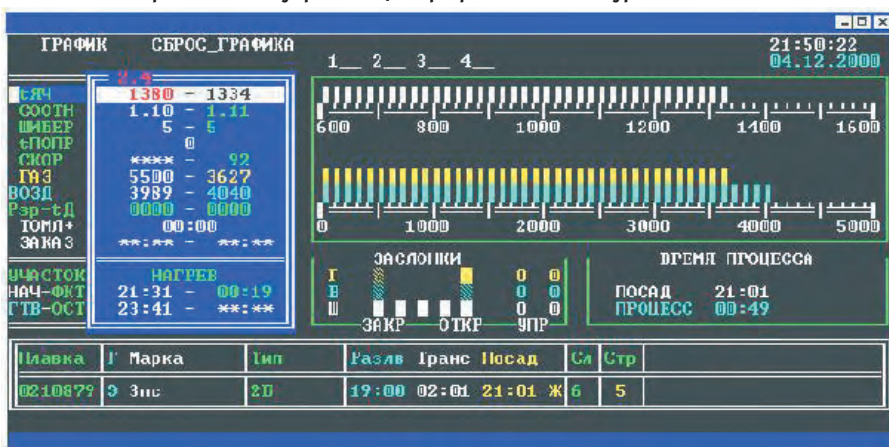 ГРАФИК СБРОС_ГРАФИКА 21:50:22
1__ 2__ 3__ 4__ 04.12.2000
2.4
tЯЧ 1380 - 1334
СООТН 1.10 - 1.11
ШИБЕР 5 - 5
tПОПР 0
СКОР **** - 92
ГАЗ 5500 - 3627
ВОЗД 3989 - 4040
Рзр-tД 0000 - 0000
ТОМЛ+ 00:00
ЗАКАЗ **:** - **:**
УЧАСТОК НАГРЕВ
НАЧ-ФКТ 21:31 - 00:19
ГТВ-ОСТ 23:41 - **:**
600 800 1000 1200 1400 1600
0 1000 2000 3000 4000 5000
ЗАСЛОНКИ
Г 0 0
В 0 0
Ш 0 0
ЗАКР ОТКР УПР
ВРЕМЯ ПРОЦЕССА
ПОСАД 21:01
ПРОЦЕСС 00:49
Плавка Г Марка Тип Разлв Транс Посад Сл Стр
0210879 Э 3пс 2П 19:00 02:01 21:01 Ж 6 5